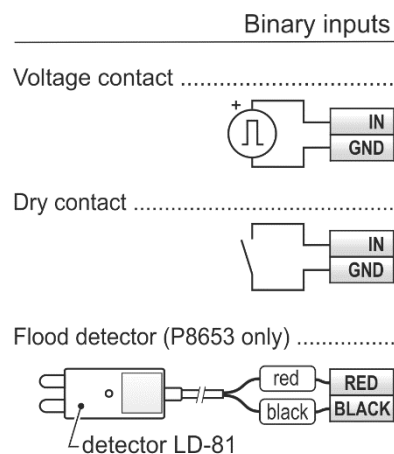 Binary inputs
Voltage contact ................................
+
IN
GND
Dry contact .......................................
IN
GND
Flood detector (P8653 only) ..............
red RED
black BLACK
detector LD-81